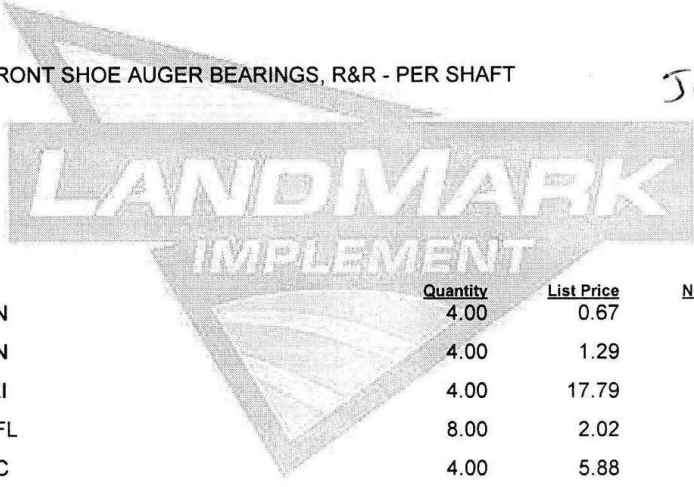 RONT SHOE AUGER BEARINGS, R&R - PER SHAFT
LANDMARK
IMPLEMENT
Quantity List Price N
N 4.00 0.67
N 4.00 1.29
I 4.00 17.79
FL 8.00 2.02
C 4.00 5.88